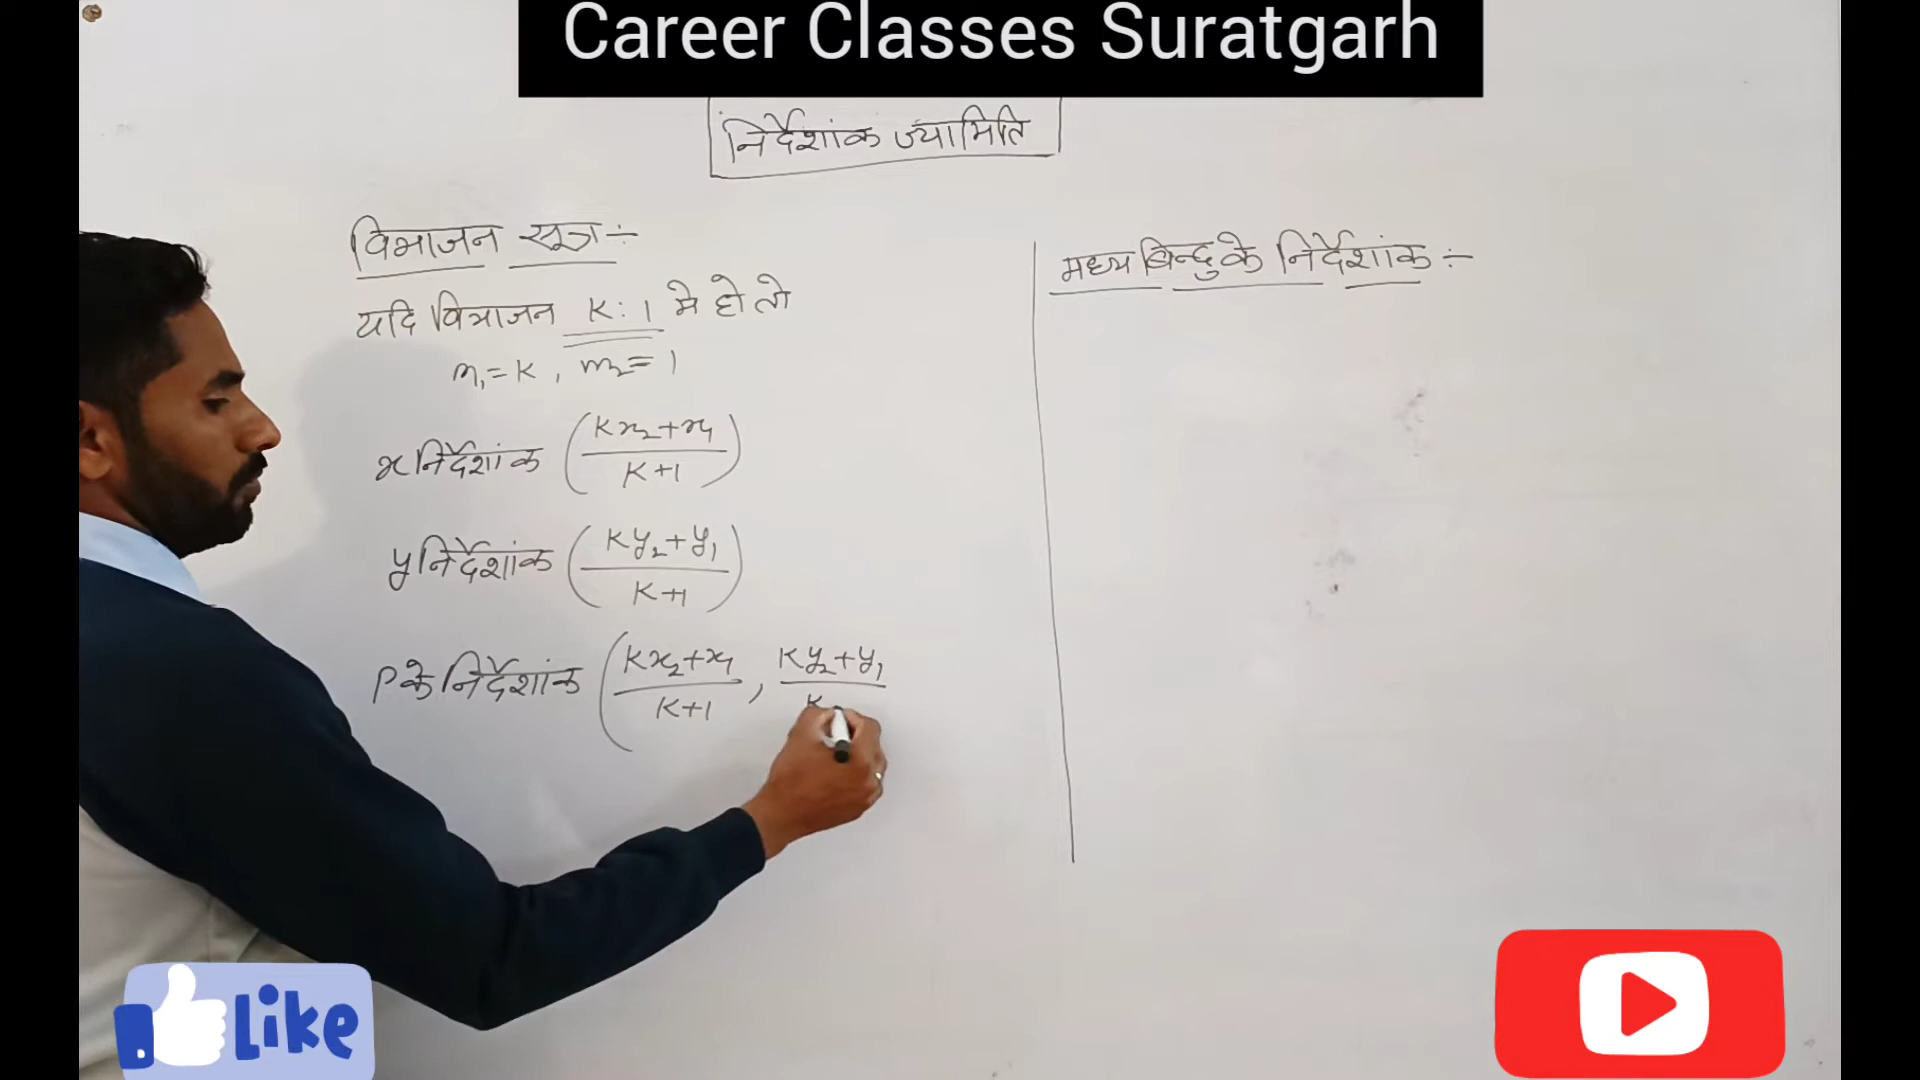 Career Classes Suratgarh
निर्देशांक ज्यामिति
विभाजन सूत्र ÷
यदि विभाजन K : 1 मे हो तो
m₁ = K , m₂ = 1
x निर्देशांक (Kx₂+x₁ / K+1)
y निर्देशांक (Ky₂+y₁ / K+1)
P के निर्देशांक (Kx₂+x₁ / K+1 , Ky₂+y₁ / K
मध्य बिन्दु के निर्देशांक ÷
Like